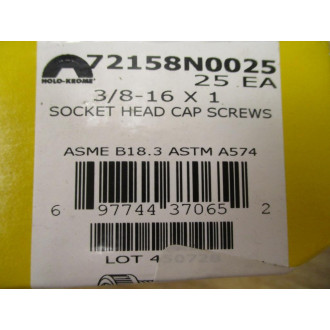 72158N0025
HOLO-KROME®
25 EA
3/8-16 X 1
SOCKET HEAD CAP SCREWS
ASME B18.3 ASTM A574
6 97744 37065 2
LOT